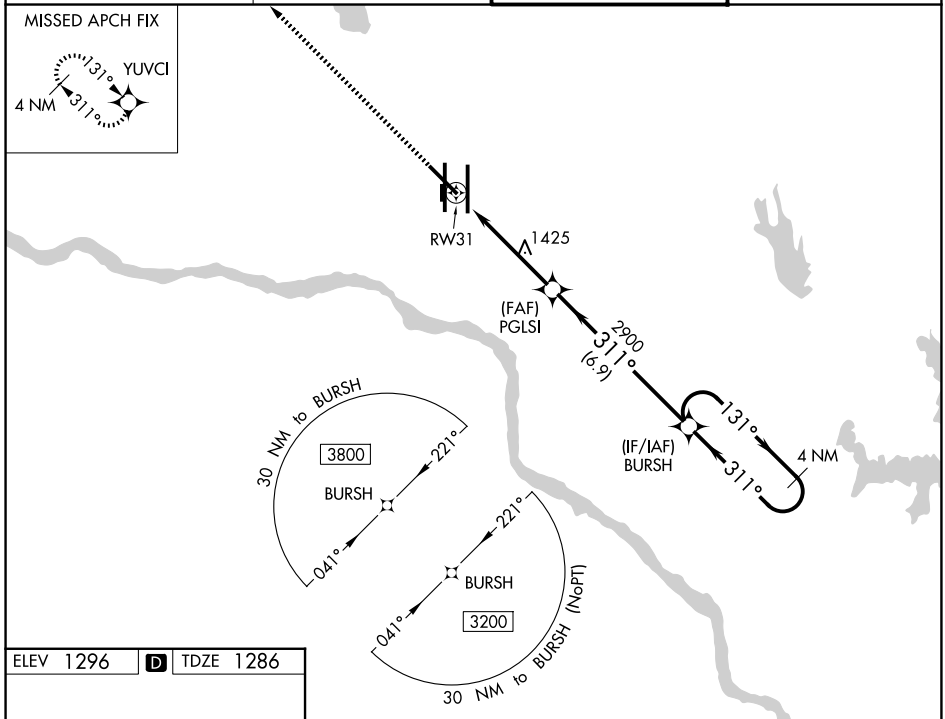 MISSED APCH FIX
131°
YUVCI
4 NM
311°
RW31
1425
(FAF)
PGLSI
2900
311°
(6.9)
(IF/IAF)
BURSH
131°
4 NM
311°
30 NM to BURSH
3800
221°
BURSH
041°
221°
BURSH
041°
3200
30 NM to BURSH (NoPT)
ELEV 1296 D TDZE 1286